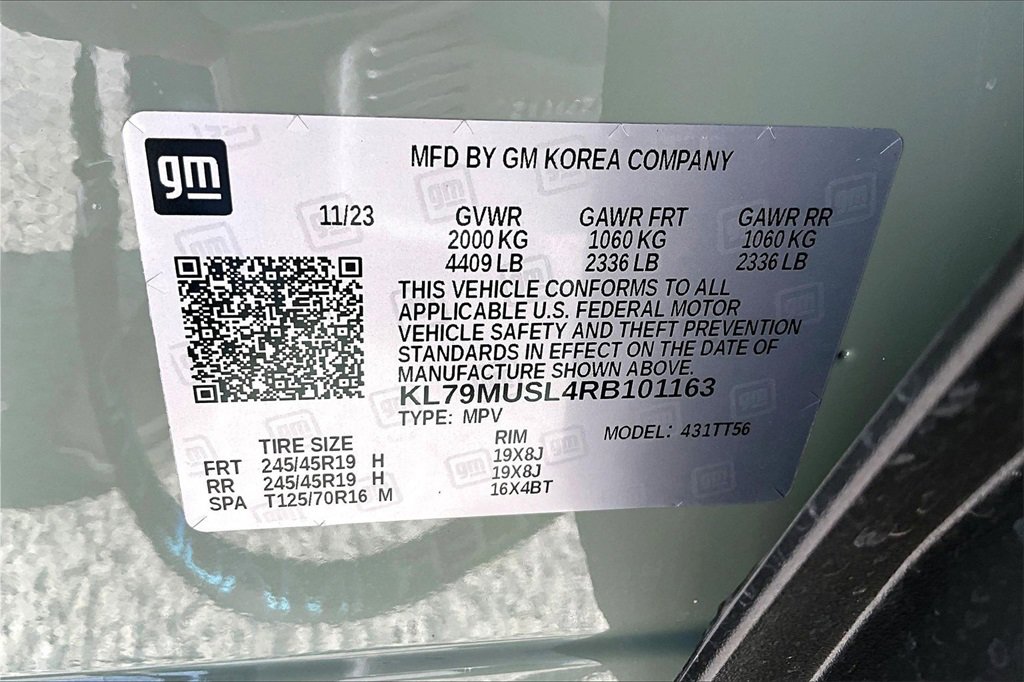 gm
MFD BY GM KOREA COMPANY
11/23 GVWR GAWR FRT GAWR RR
2000 KG 1060 KG 1060 KG
4409 LB 2336 LB 2336 LB
THIS VEHICLE CONFORMS TO ALL
APPLICABLE U.S. FEDERAL MOTOR
VEHICLE SAFETY AND THEFT PREVENTION
STANDARDS IN EFFECT ON THE DATE OF
MANUFACTURE SHOWN ABOVE.
KL79MUSL4RB101163
TYPE: MPV MODEL: 431TT56
TIRE SIZE RIM
FRT 245/45R19 H 19X8J
RR 245/45R19 H 19X8J
SPA T125/70R16 M 16X4BT